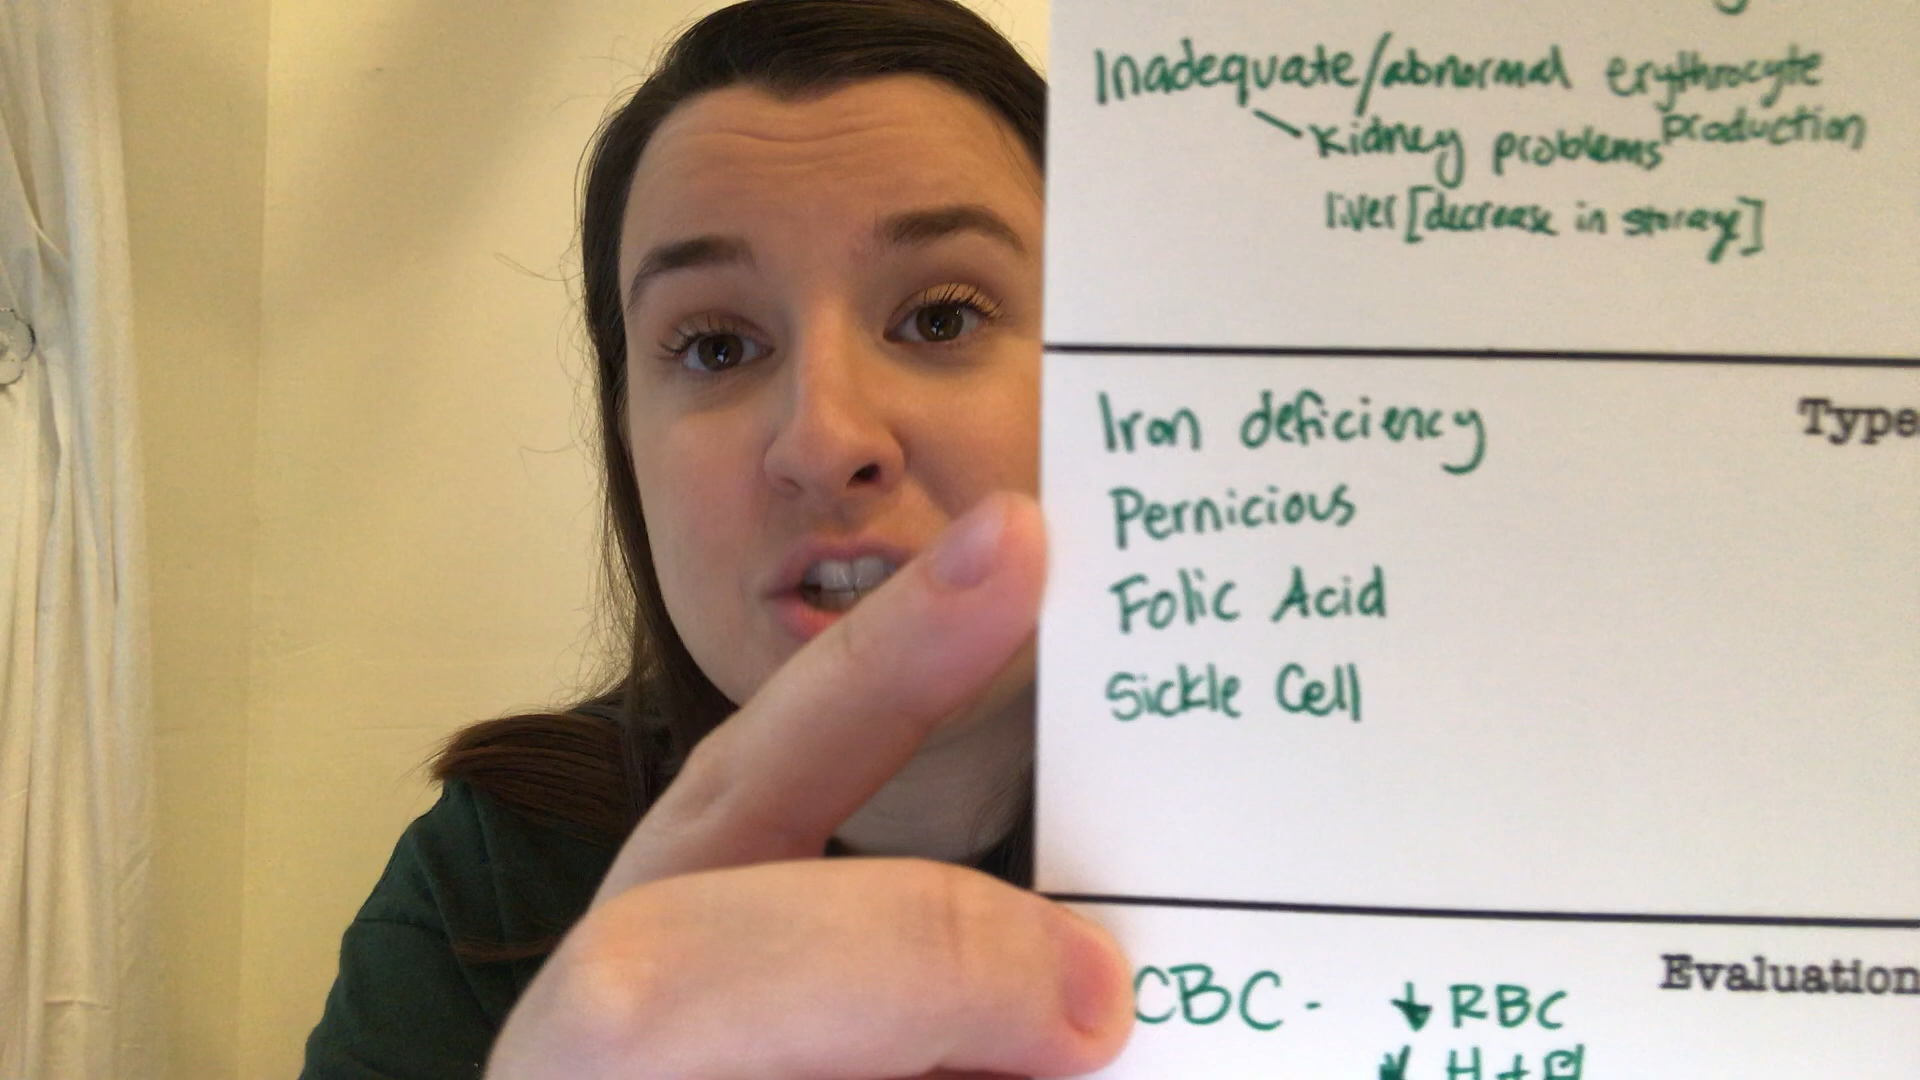 Inadequate/abnormal erythrocyte
production
kidney problems
liver [decrease in storage]
Type
Iron deficiency
Pernicious
Folic Acid
Sickle Cell
Evaluation
CBC - ↓ RBC